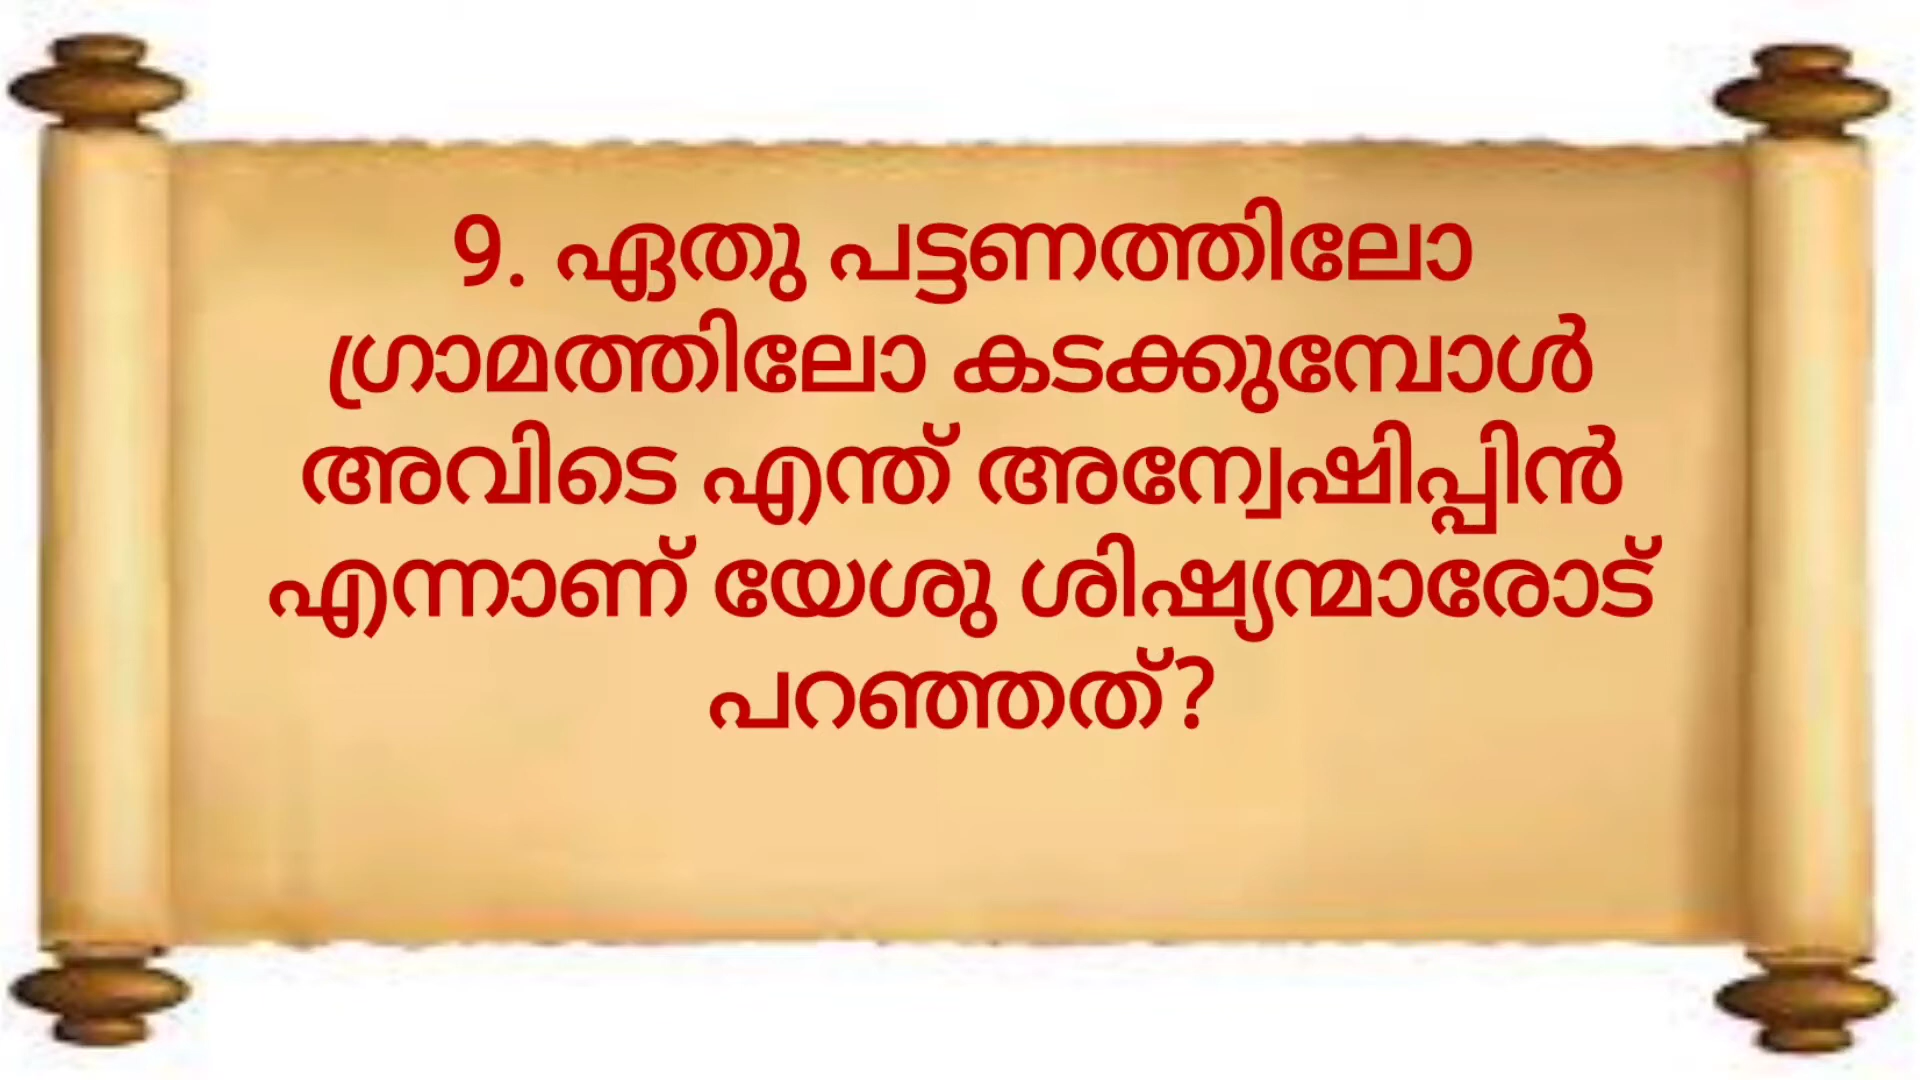 9. ഏതു പട്ടണത്തിലോ
ഗ്രാമത്തിലോ കടക്കുമ്പോൾ
അവിടെ എന്ത് അന്വേഷിപ്പിൻ
എന്നാണ് യേശു ശിഷ്യന്മാരോട്
പറഞ്ഞത്?